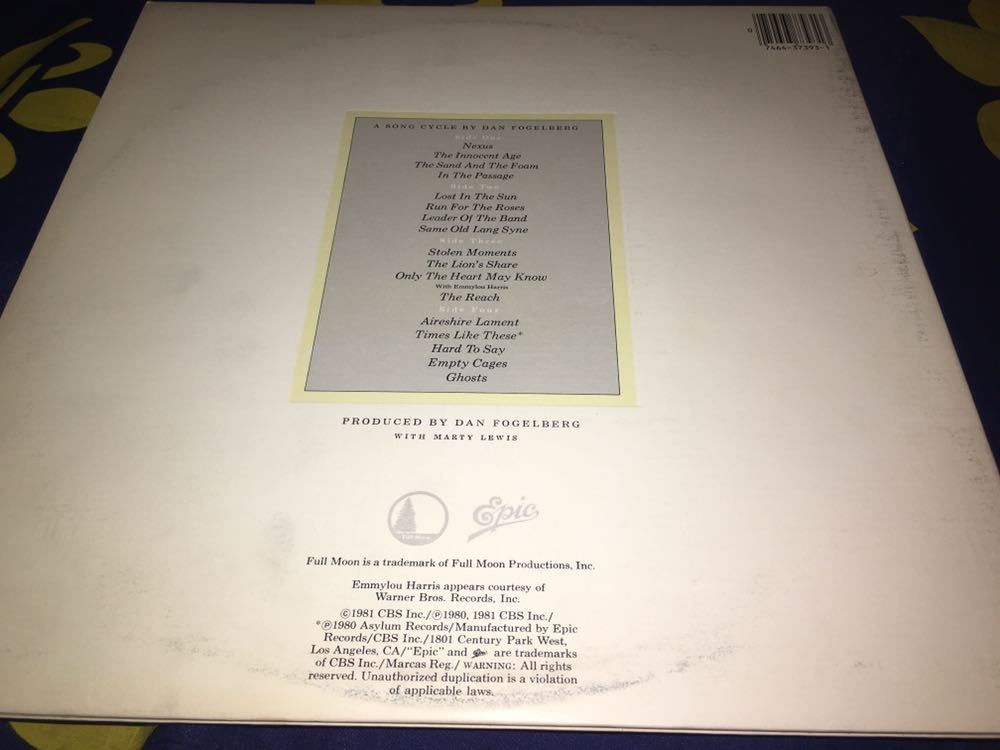 0
7464-37393-1
A SONG CYCLE BY DAN FOGELBERG
Side One
Nexus
The Innocent Age
The Sand And The Foam
In The Passage
Side Two
Lost In The Sun
Run For The Roses
Leader Of The Band
Same Old Lang Syne
Side Three
Stolen Moments
The Lion's Share
Only The Heart May Know
With Emmylou Harris
The Reach
Side Four
Aireshire Lament
Times Like These*
Hard To Say
Empty Cages
Ghosts
PRODUCED BY DAN FOGELBERG
WITH MARTY LEWIS
Full Moon
Epic
Full Moon is a trademark of Full Moon Productions, Inc.
Emmylou Harris appears courtesy of
Warner Bros. Records, Inc.
©1981 CBS Inc./℗1980, 1981 CBS Inc./
*℗1980 Asylum Records/Manufactured by Epic
Records/CBS Inc./1801 Century Park West,
Los Angeles, CA/"Epic" and are trademarks
of CBS Inc./Marcas Reg./ WARNING: All rights
reserved. Unauthorized duplication is a violation
of applicable laws.